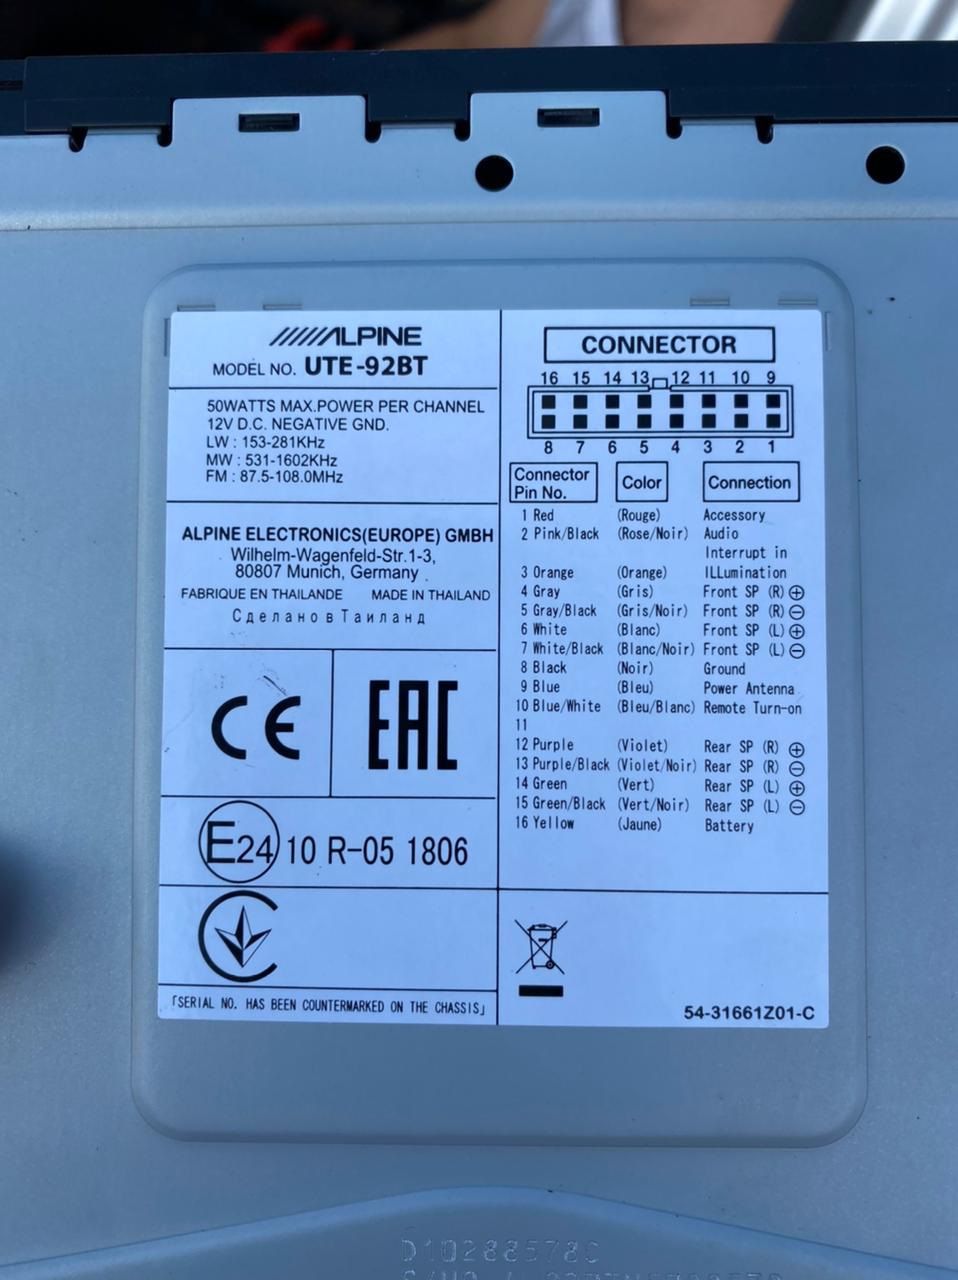 ALPINE
MODEL NO. UTE-92BT
50WATTS MAX.POWER PER CHANNEL
12V D.C. NEGATIVE GND.
LW : 153-281KHz
MW : 531-1602KHz
FM : 87.5-108.0MHz
ALPINE ELECTRONICS(EUROPE) GMBH
Wilhelm-Wagenfeld-Str.1-3,
80807 Munich, Germany
FABRIQUE EN THAILANDE MADE IN THAILAND
Сделано в Таиланд
CE
EAC
E24 10 R-05 1806
「SERIAL NO. HAS BEEN COUNTERMARKED ON THE CHASSIS」
CONNECTOR
16 15 14 13 12 11 10 9
8 7 6 5 4 3 2 1
Connector Pin No. Color Connection
1 Red (Rouge) Accessory
2 Pink/Black (Rose/Noir) Audio
Interrupt in
3 Orange (Orange) ILLumination
4 Gray (Gris) Front SP (R) ⊕
5 Gray/Black (Gris/Noir) Front SP (R) ⊖
6 White (Blanc) Front SP (L) ⊕
7 White/Black (Blanc/Noir) Front SP (L) ⊖
8 Black (Noir) Ground
9 Blue (Bleu) Power Antenna
10 Blue/White (Bleu/Blanc) Remote Turn-on
11
12 Purple (Violet) Rear SP (R) ⊕
13 Purple/Black (Violet/Noir) Rear SP (R) ⊖
14 Green (Vert) Rear SP (L) ⊕
15 Green/Black (Vert/Noir) Rear SP (L) ⊖
16 Yellow (Jaune) Battery
54-31661Z01-C
D10288578C